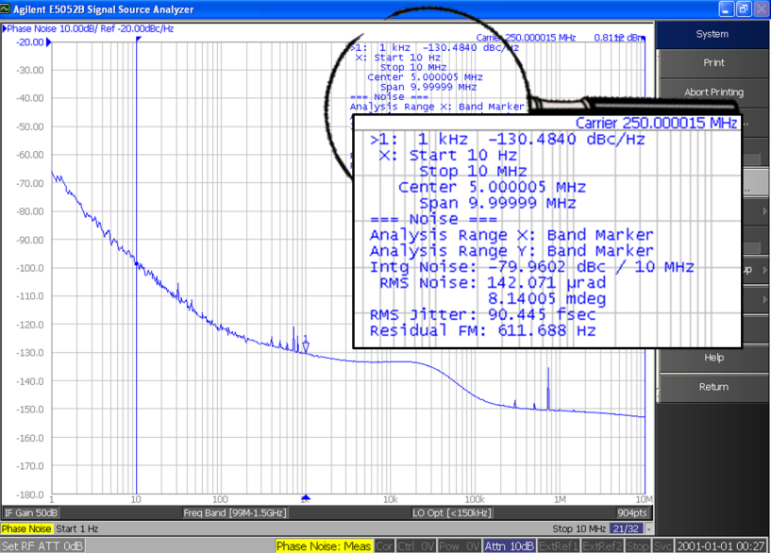 Agilent E5052B Signal Source Analyzer
Phase Noise 10.00dB/ Ref -20.00dBc/Hz
Carrier 250.000015 MHz 0.8112 dBm
>1: 1 kHz -130.4840 dBc/Hz
X: Start 10 Hz
Stop 10 MHz
Center 5.000005 MHz
Span 9.99999 MHz
=== Noise ===
Analysis Range X: Band Marker
Carrier 250.000015 MHz
>1: 1 kHz -130.4840 dBc/Hz
X: Start 10 Hz
Stop 10 MHz
Center 5.000005 MHz
Span 9.99999 MHz
=== Noise ===
Analysis Range X: Band Marker
Analysis Range Y: Band Marker
Intg Noise: -79.9602 dBc / 10 MHz
RMS Noise: 142.071 µrad
8.14005 mdeg
RMS Jitter: 90.445 fsec
Residual FM: 611.688 Hz
-20.00
-30.00
-40.00
-50.00
-60.00
-70.00
-80.00
-90.00
-100.0
-110.0
-120.0
-130.0
-140.0
-150.0
-160.0
-170.0
-180.0
1 10 100 1k 10k 100k 1M 10M
System
Print
Abort Printing
Help
Return
IF Gain 50dB Freq Band [99M-1.5GHz] LO Opt [<150kHz] 904pts
Phase Noise Start 1 Hz Stop 10 MHz 21/32
Set RF ATT 0dB Phase Noise: Meas Cor Ctrl 0V Pow 0V Attn 10dB ExtRef1 ExtRef2 Stop Svc 2001-01-01 00:27